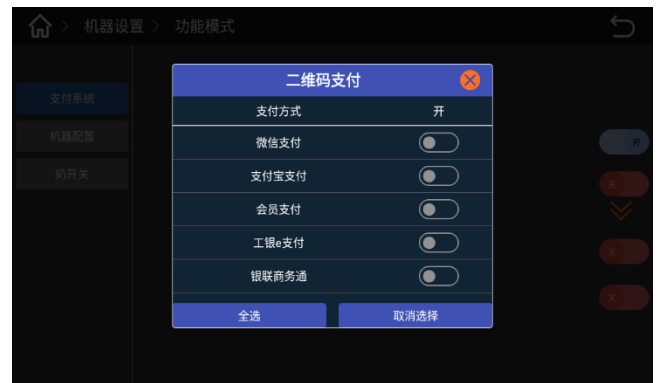 机器设置 > 功能模式
二维码支付
支付系统
支付方式 开
机器配置
微信支付
开
奶开关
支付宝支付
关
会员支付
工银e支付
关
银联商务通
关
全选 取消选择